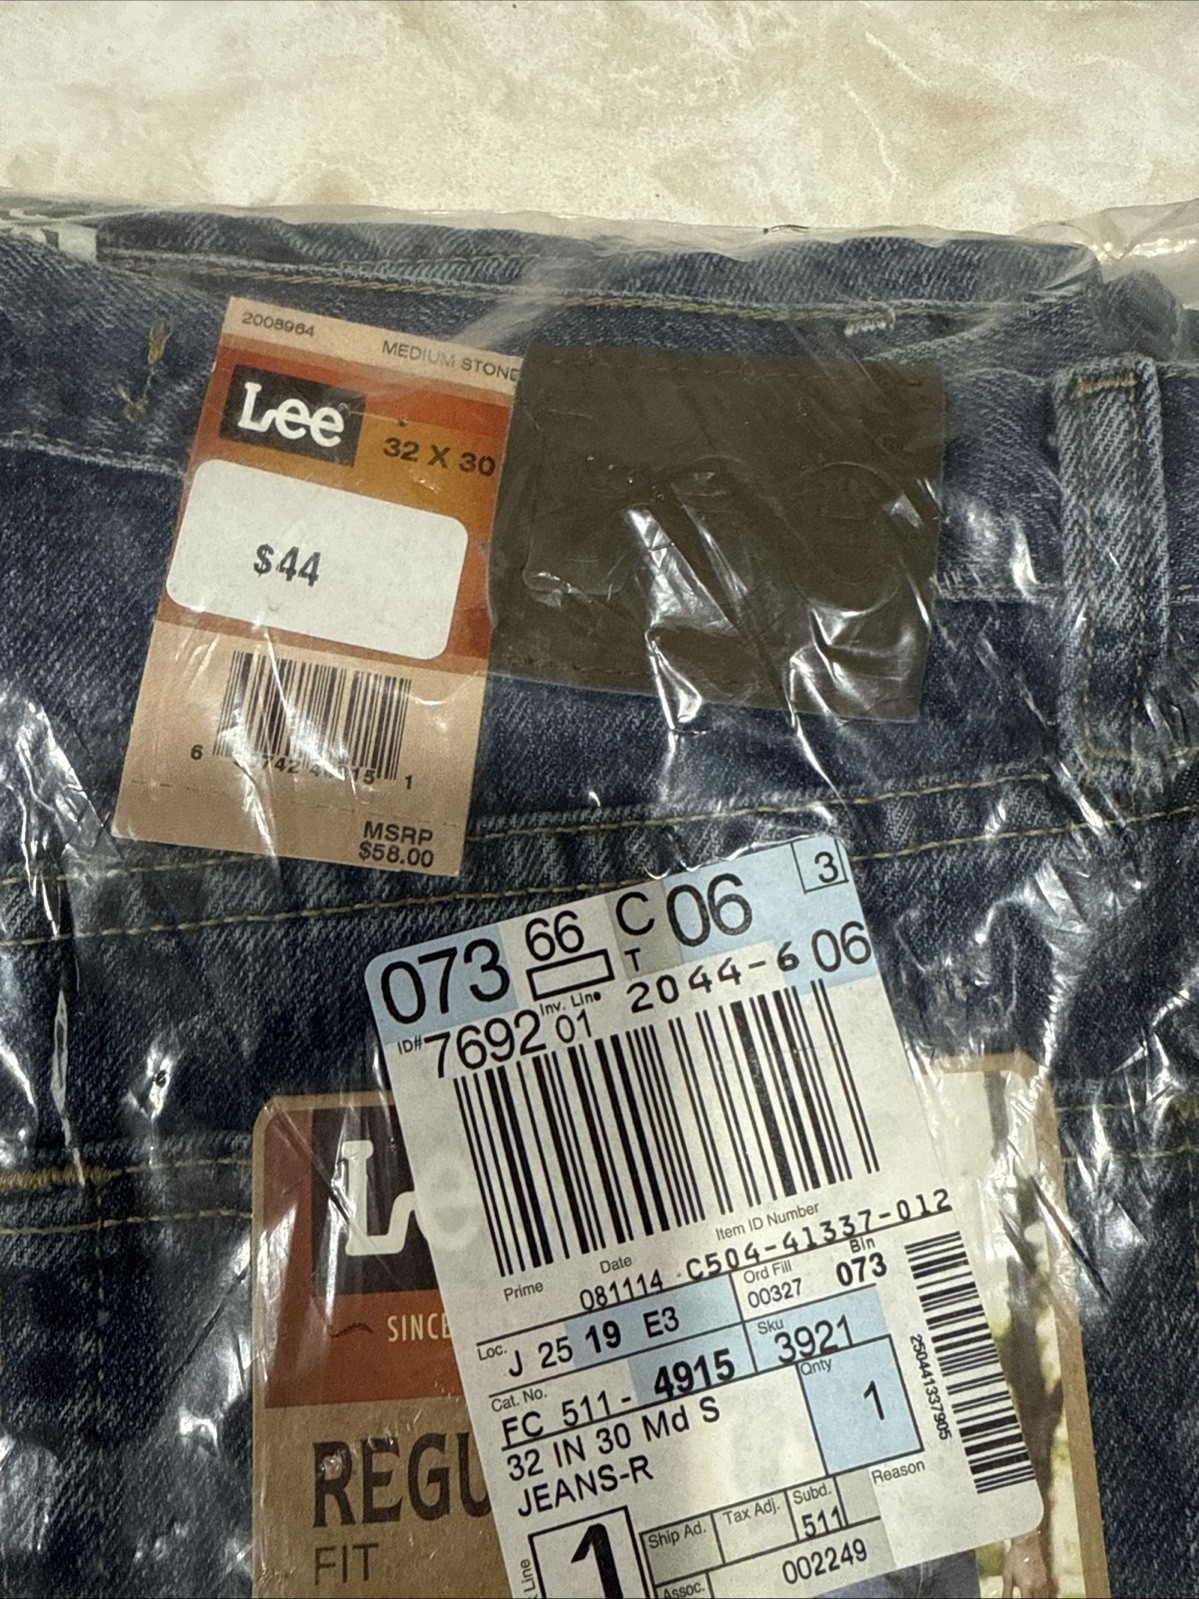 2008964
MEDIUM STONE
Lee
32 X 30
$44
6 742 4 15 1
MSRP
$58.00
073 66 C 06 3
T
2044-6 06
Inv. Line
ID# 7692 01
Item ID Number
Prime Date
081114 C504-41337-012
Loc. J 25 19 E3
Ord Fill
00327
Bin
073
Cat. No.
FC 511- 4915
Sku
3921
32 IN 30 Md S
JEANS-R
Qnty
1
250441337905
Reason
1
Line
Ship Ad. Tax Adj. Subd.
511
Assoc. 002249
Le
SINCE
REGU
FIT